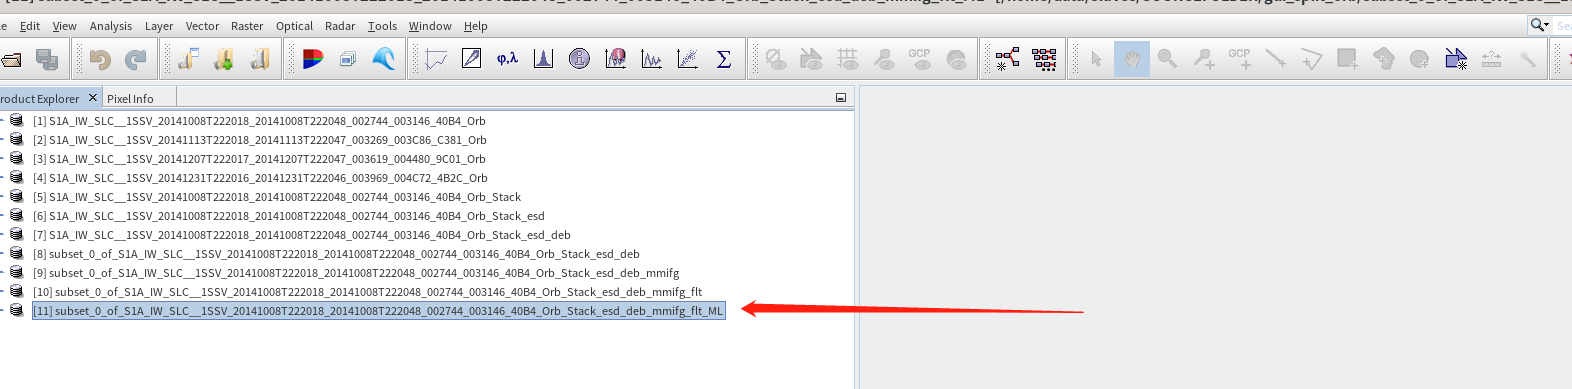 Edit View Analysis Layer Vector Raster Optical Radar Tools Window Help
φ,λ Σ GCP GCP
roduct Explorer Pixel Info
[1] S1A_IW_SLC__1SSV_20141008T222018_20141008T222048_002744_003146_40B4_Orb
[2] S1A_IW_SLC__1SSV_20141113T222018_20141113T222047_003269_003C86_C381_Orb
[3] S1A_IW_SLC__1SSV_20141207T222017_20141207T222047_003619_004480_9C01_Orb
[4] S1A_IW_SLC__1SSV_20141231T222016_20141231T222046_003969_004C72_4B2C_Orb
[5] S1A_IW_SLC__1SSV_20141008T222018_20141008T222048_002744_003146_40B4_Orb_Stack
[6] S1A_IW_SLC__1SSV_20141008T222018_20141008T222048_002744_003146_40B4_Orb_Stack_esd
[7] S1A_IW_SLC__1SSV_20141008T222018_20141008T222048_002744_003146_40B4_Orb_Stack_esd_deb
[8] subset_0_of_S1A_IW_SLC__1SSV_20141008T222018_20141008T222048_002744_003146_40B4_Orb_Stack_esd_deb
[9] subset_0_of_S1A_IW_SLC__1SSV_20141008T222018_20141008T222048_002744_003146_40B4_Orb_Stack_esd_deb_mmifg
[10] subset_0_of_S1A_IW_SLC__1SSV_20141008T222018_20141008T222048_002744_003146_40B4_Orb_Stack_esd_deb_mmifg_flt
[11] subset_0_of_S1A_IW_SLC__1SSV_20141008T222018_20141008T222048_002744_003146_40B4_Orb_Stack_esd_deb_mmifg_flt_ML